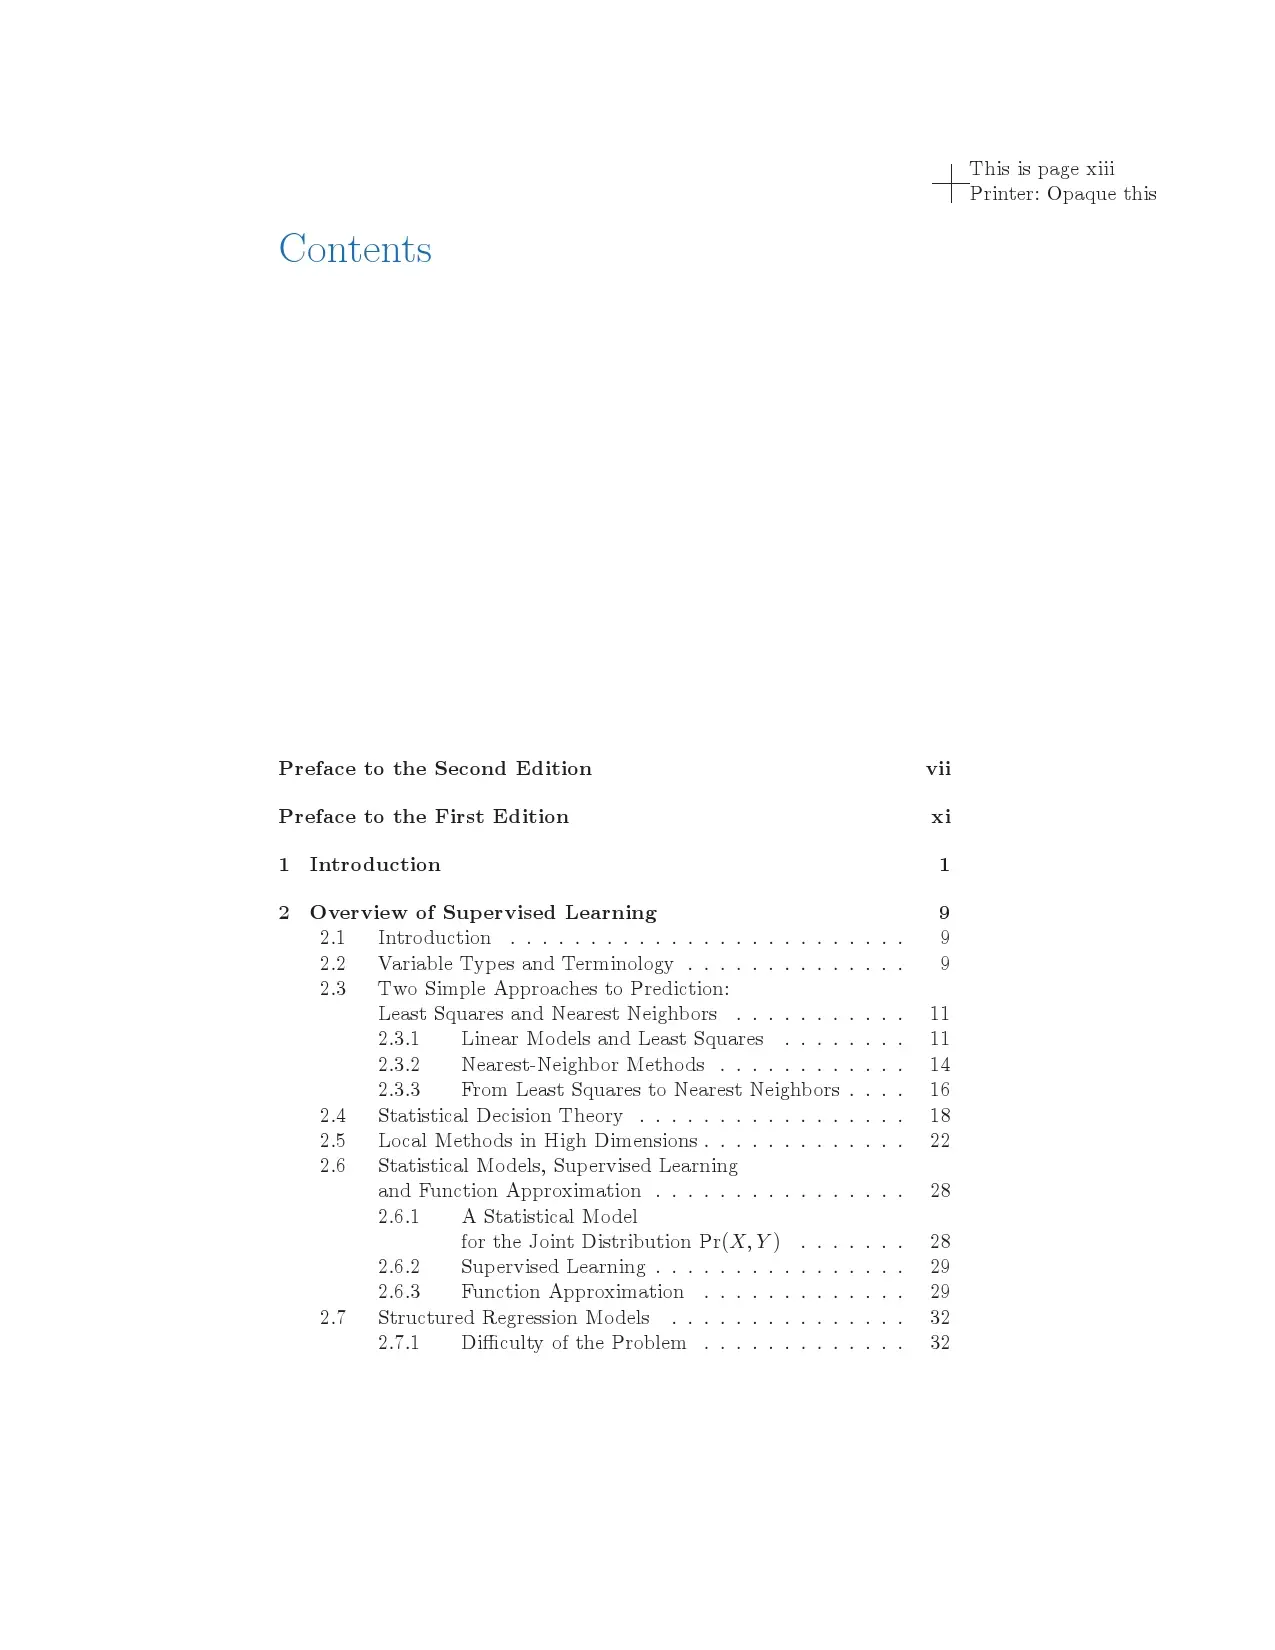 This is page xiii
Printer: Opaque this
Contents
Preface to the Second Edition vii
Preface to the First Edition xi
1 Introduction 1
2 Overview of Supervised Learning 9
2.1 Introduction . . . . . . . . . . . . . . . . . . . . . . . . . 9
2.2 Variable Types and Terminology . . . . . . . . . . . . . . 9
2.3 Two Simple Approaches to Prediction:
Least Squares and Nearest Neighbors . . . . . . . . . . . 11
2.3.1 Linear Models and Least Squares . . . . . . . . 11
2.3.2 Nearest-Neighbor Methods . . . . . . . . . . . . 14
2.3.3 From Least Squares to Nearest Neighbors . . . . 16
2.4 Statistical Decision Theory . . . . . . . . . . . . . . . . . 18
2.5 Local Methods in High Dimensions . . . . . . . . . . . . . 22
2.6 Statistical Models, Supervised Learning
and Function Approximation . . . . . . . . . . . . . . . . 28
2.6.1 A Statistical Model
for the Joint Distribution Pr(X, Y) . . . . . . . 28
2.6.2 Supervised Learning . . . . . . . . . . . . . . . . 29
2.6.3 Function Approximation . . . . . . . . . . . . . 29
2.7 Structured Regression Models . . . . . . . . . . . . . . . 32
2.7.1 Difficulty of the Problem . . . . . . . . . . . . . 32